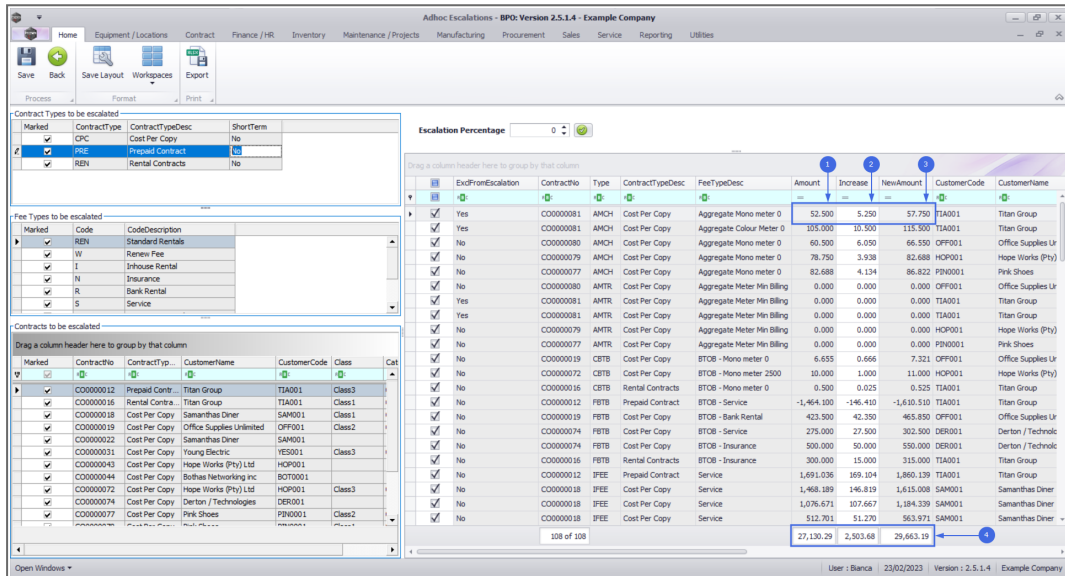 Adhoc Escalations - BPO: Version 2.5.1.4 - Example Company
Home Equipment / Locations Contract Finance / HR Inventory Maintenance / Projects Manufacturing Procurement Sales Service Reporting Utilities
Save Back Save Layout Workspaces Export
Process Format Print
Contract Types to be escalated
Marked ContractType ContractTypeDesc ShortTerm
CPC Cost Per Copy No
PRE Prepaid Contract No
REN Rental Contracts No
Fee Types to be escalated
Marked Code CodeDescription
REN Standard Rentals
W Renew Fee
I Inhouse Rental
N Insurance
R Bank Rental
S Service
Contracts to be escalated
Drag a column header here to group by that column
Marked ContractNo ContractTyp... CustomerName CustomerCode Class Cat
CO0000012 Prepaid Contr... Titan Group TIA001 Class3
CO0000016 Rental Contra... Titan Group TIA001 Class1
CO0000018 Cost Per Copy Samanthas Diner SAM001 Class1
CO0000019 Cost Per Copy Office Supplies Unlimited OFF001 Class2
CO0000022 Cost Per Copy Samanthas Diner SAM001
CO0000031 Cost Per Copy Young Electric YES001 Class3
CO0000043 Cost Per Copy Hope Works (Pty) Ltd HOP001
CO0000044 Cost Per Copy Bothas Networking inc BOT0001
CO0000072 Cost Per Copy Hope Works (Pty) Ltd HOP001 Class3
CO0000074 Cost Per Copy Derton / Technologies DER001
CO0000077 Cost Per Copy Pink Shoes PIN0001 Class2
Escalation Percentage 0
Drag a column header here to group by that column
1 2 3
ExclFromEscalation ContractNo Type ContractTypeDesc FeeTypeDesc Amount Increase NewAmount CustomerCode CustomerName
= = =
Yes CO0000081 AMCH Cost Per Copy Aggregate Mono meter 0 52.500 5.250 57.750 TIA001 Titan Group
Yes CO0000081 AMCH Cost Per Copy Aggregate Colour Meter 0 105.000 10.500 115.500 TIA001 Titan Group
No CO0000080 AMCH Cost Per Copy Aggregate Mono meter 0 60.500 6.050 66.550 OFF001 Office Supplies Ur
No CO0000079 AMCH Cost Per Copy Aggregate Mono meter 0 78.750 3.938 82.688 HOP001 Hope Works (Pty)
No CO0000077 AMCH Cost Per Copy Aggregate Mono meter 0 82.688 4.134 86.822 PIN0001 Pink Shoes
No CO0000080 AMTR Cost Per Copy Aggregate Meter Min Billing 0.000 0.000 0.000 OFF001 Office Supplies Ur
Yes CO0000081 AMTR Cost Per Copy Aggregate Meter Min Billing 0.000 0.000 0.000 TIA001 Titan Group
Yes CO0000081 AMTR Cost Per Copy Aggregate Meter Min Billing 0.000 0.000 0.000 TIA001 Titan Group
No CO0000079 AMTR Cost Per Copy Aggregate Meter Min Billing 0.000 0.000 0.000 HOP001 Hope Works (Pty)
No CO0000077 AMTR Cost Per Copy Aggregate Meter Min Billing 0.000 0.000 0.000 PIN0001 Pink Shoes
No CO0000019 CBTB Cost Per Copy BTOB - Mono meter 0 6.655 0.666 7.321 OFF001 Office Supplies Ur
No CO0000072 CBTB Cost Per Copy BTOB - Mono meter 2500 10.000 1.000 11.000 HOP001 Hope Works (Pty)
No CO0000016 CBTB Rental Contracts BTOB - Mono meter 0 0.500 0.025 0.525 TIA001 Titan Group
No CO0000012 FBTB Prepaid Contract BTOB - Service -1,464.100 -146.410 -1,610.510 TIA001 Titan Group
No CO0000019 FBTB Cost Per Copy BTOB - Bank Rental 423.500 42.350 465.850 OFF001 Office Supplies Ur
No CO0000074 FBTB Cost Per Copy BTOB - Service 275.000 27.500 302.500 DER001 Derton / Technolc
No CO0000074 FBTB Cost Per Copy BTOB - Insurance 500.000 50.000 550.000 DER001 Derton / Technolc
No CO0000016 FBTB Rental Contracts BTOB - Insurance 300.000 15.000 315.000 TIA001 Titan Group
No CO0000012 IFEE Prepaid Contract Service 1,691.036 169.104 1,860.139 TIA001 Titan Group
No CO0000018 IFEE Cost Per Copy Service 1,468.189 146.819 1,615.008 SAM001 Samanthas Diner
No CO0000018 IFEE Cost Per Copy Service 1,076.671 107.667 1,184.339 SAM001 Samanthas Diner
No CO0000018 IFEE Cost Per Copy Service 512.701 51.270 563.971 SAM001 Samanthas Diner
108 of 108 27,130.29 2,503.68 29,663.19 4
Open Windows User : Bianca 23/02/2023 Version : 2.5.1.4 Example Company